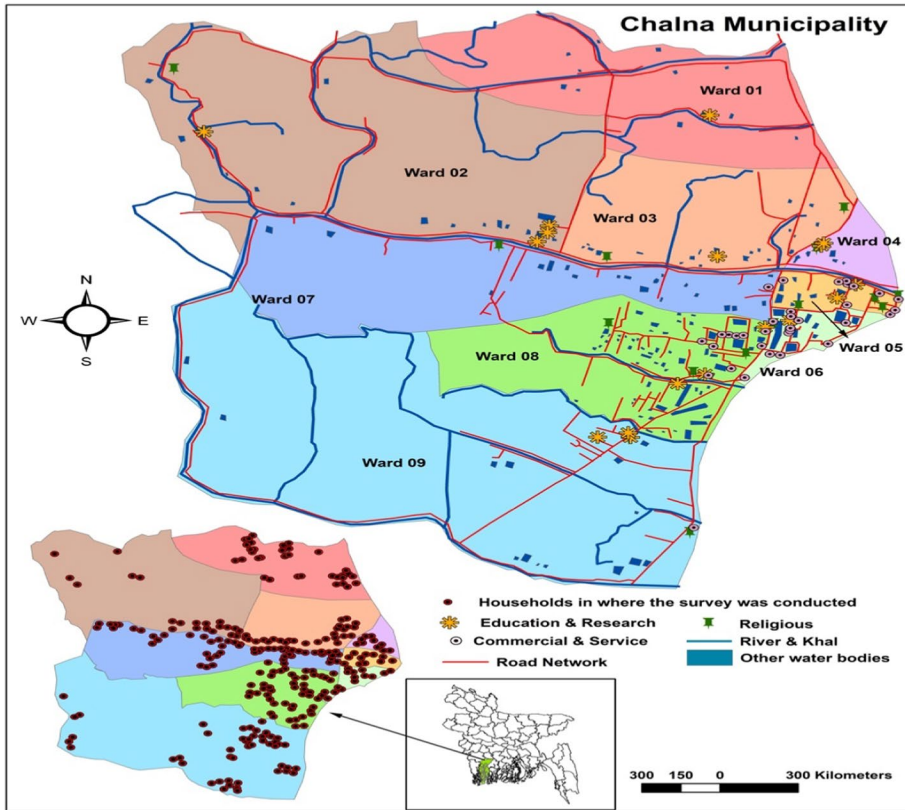 Chalna Municipality
Ward 01
Ward 02
Ward 03
Ward 04
N
W E
S
Ward 07
Ward 05
Ward 08
Ward 06
Ward 09
Households in where the survey was conducted
Education & Research
Religious
Commercial & Service
River & Khal
Road Network
Other water bodies
300 150 0 300 Kilometers